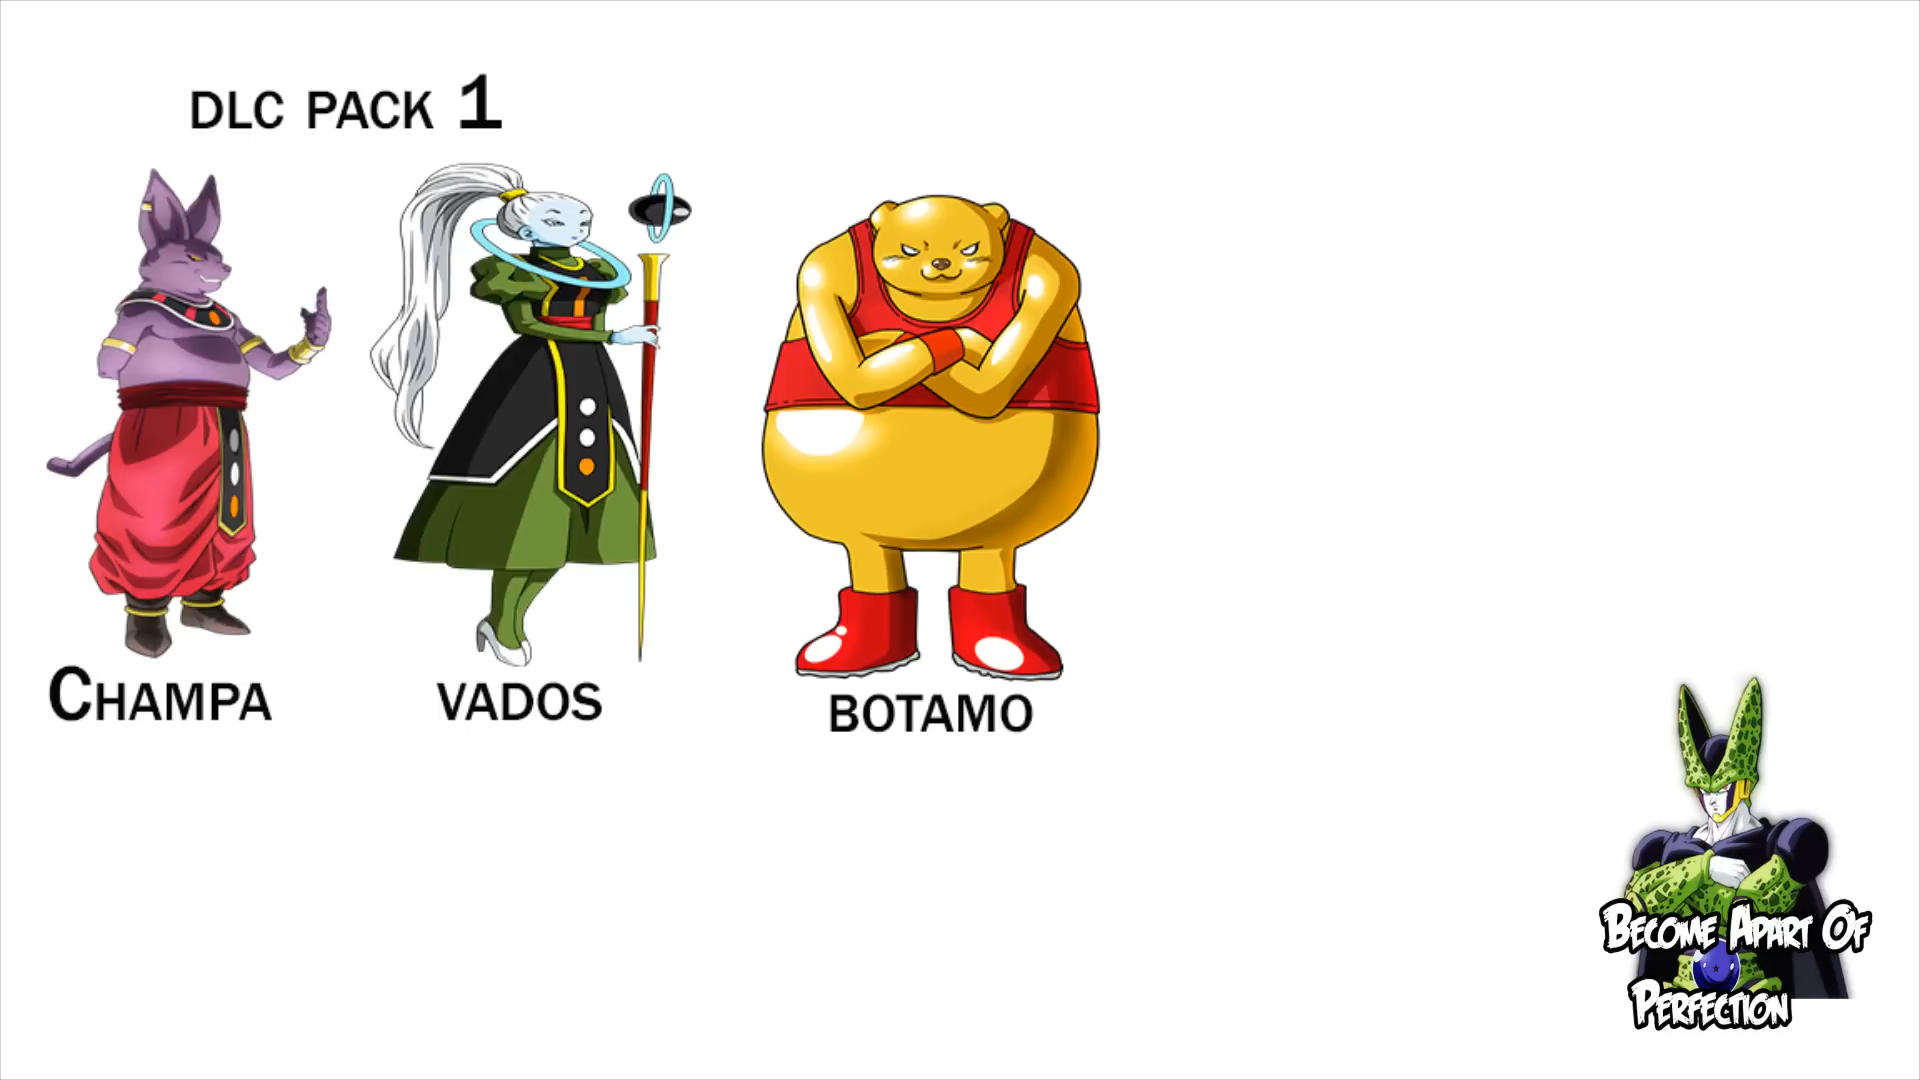 DLC PACK 1
CHAMPA
VADOS
BOTAMO
BECOME APART OF
PERFECTION